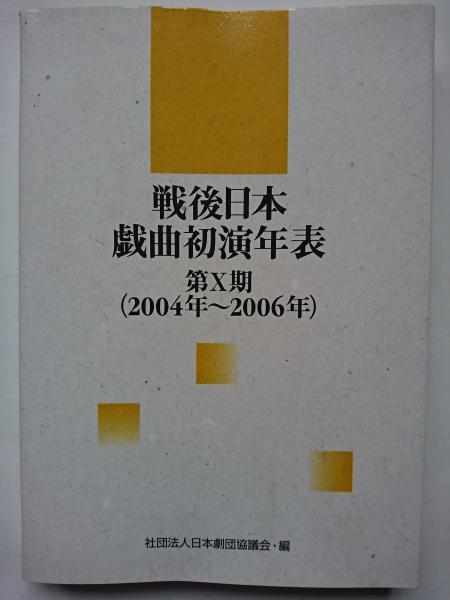 戦後日本
戯曲初演年表
第X期
(2004年～2006年)
社団法人日本劇団協議会・編